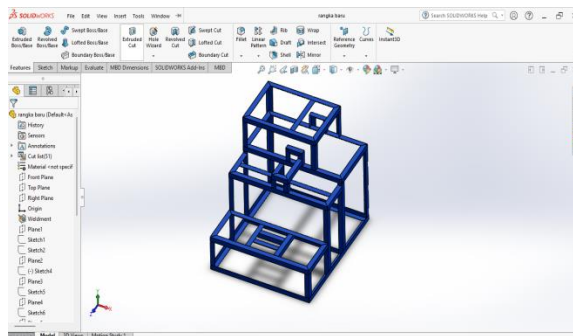 SOLIDWORKS File Edit View Insert Tools Window rangka baru Search SOLIDWORKS Help
Extruded Boss/Base
Revolved Boss/Base
Swept Boss/Base
Lofted Boss/Base
Boundary Boss/Base
Extruded Cut
Hole Wizard
Revolved Cut
Swept Cut
Lofted Cut
Boundary Cut
Fillet
Linear Pattern
Rib
Draft
Shell
Wrap
Intersect
Mirror
Reference Geometry
Curves
Instant3D
Features Sketch Markup Evaluate MBD Dimensions SOLIDWORKS Add-Ins MBD
rangka baru (Default<As
History
Sensors
Annotations
Cut list(51)
Material <not specif
Front Plane
Top Plane
Right Plane
Origin
Weldment
Plane1
Sketch1
Sketch2
Plane2
(-) Sketch4
Plane3
Sketch5
Plane4
Sketch6
Model 3D Views Motion Study 1